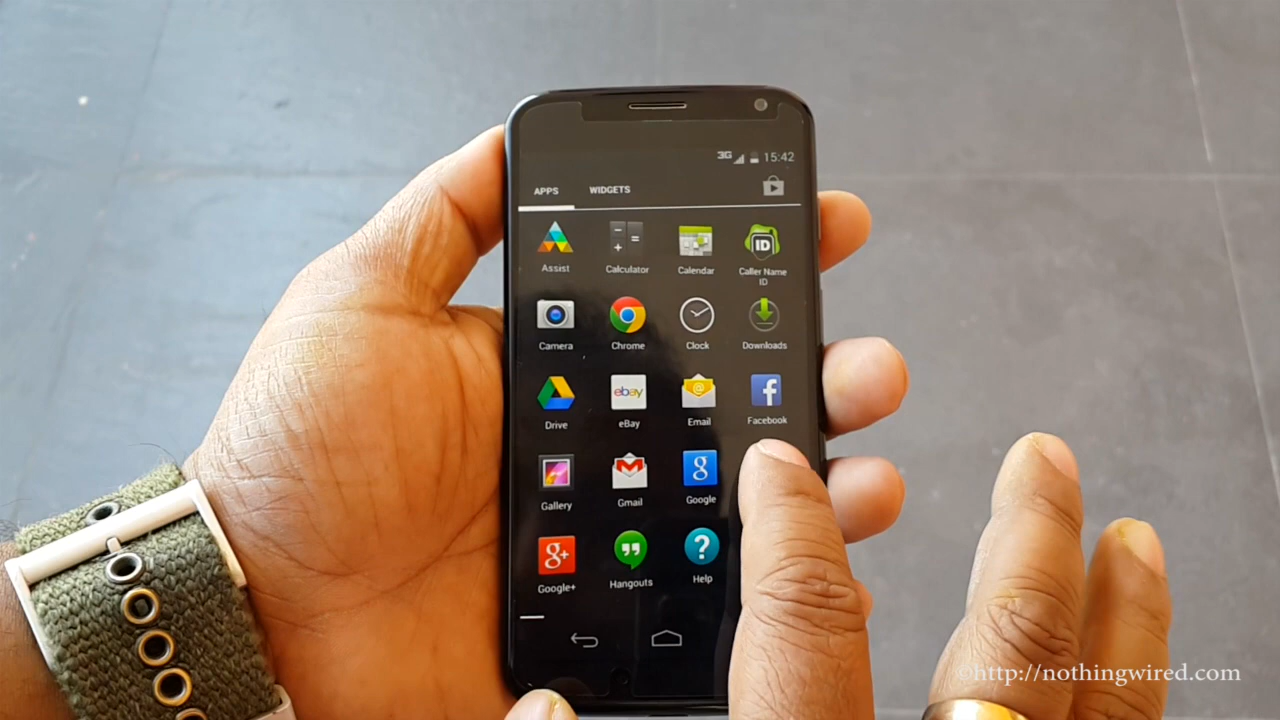 3G 15:42
APPS WIDGETS
Assist Calculator Calendar Caller Name
ID
ID
Camera Chrome Clock Downloads
ebay
@
f
Drive eBay Email Facebook
g
Gallery Gmail Google
g+
?
Google+ Hangouts Help
©http://nothingwired.com